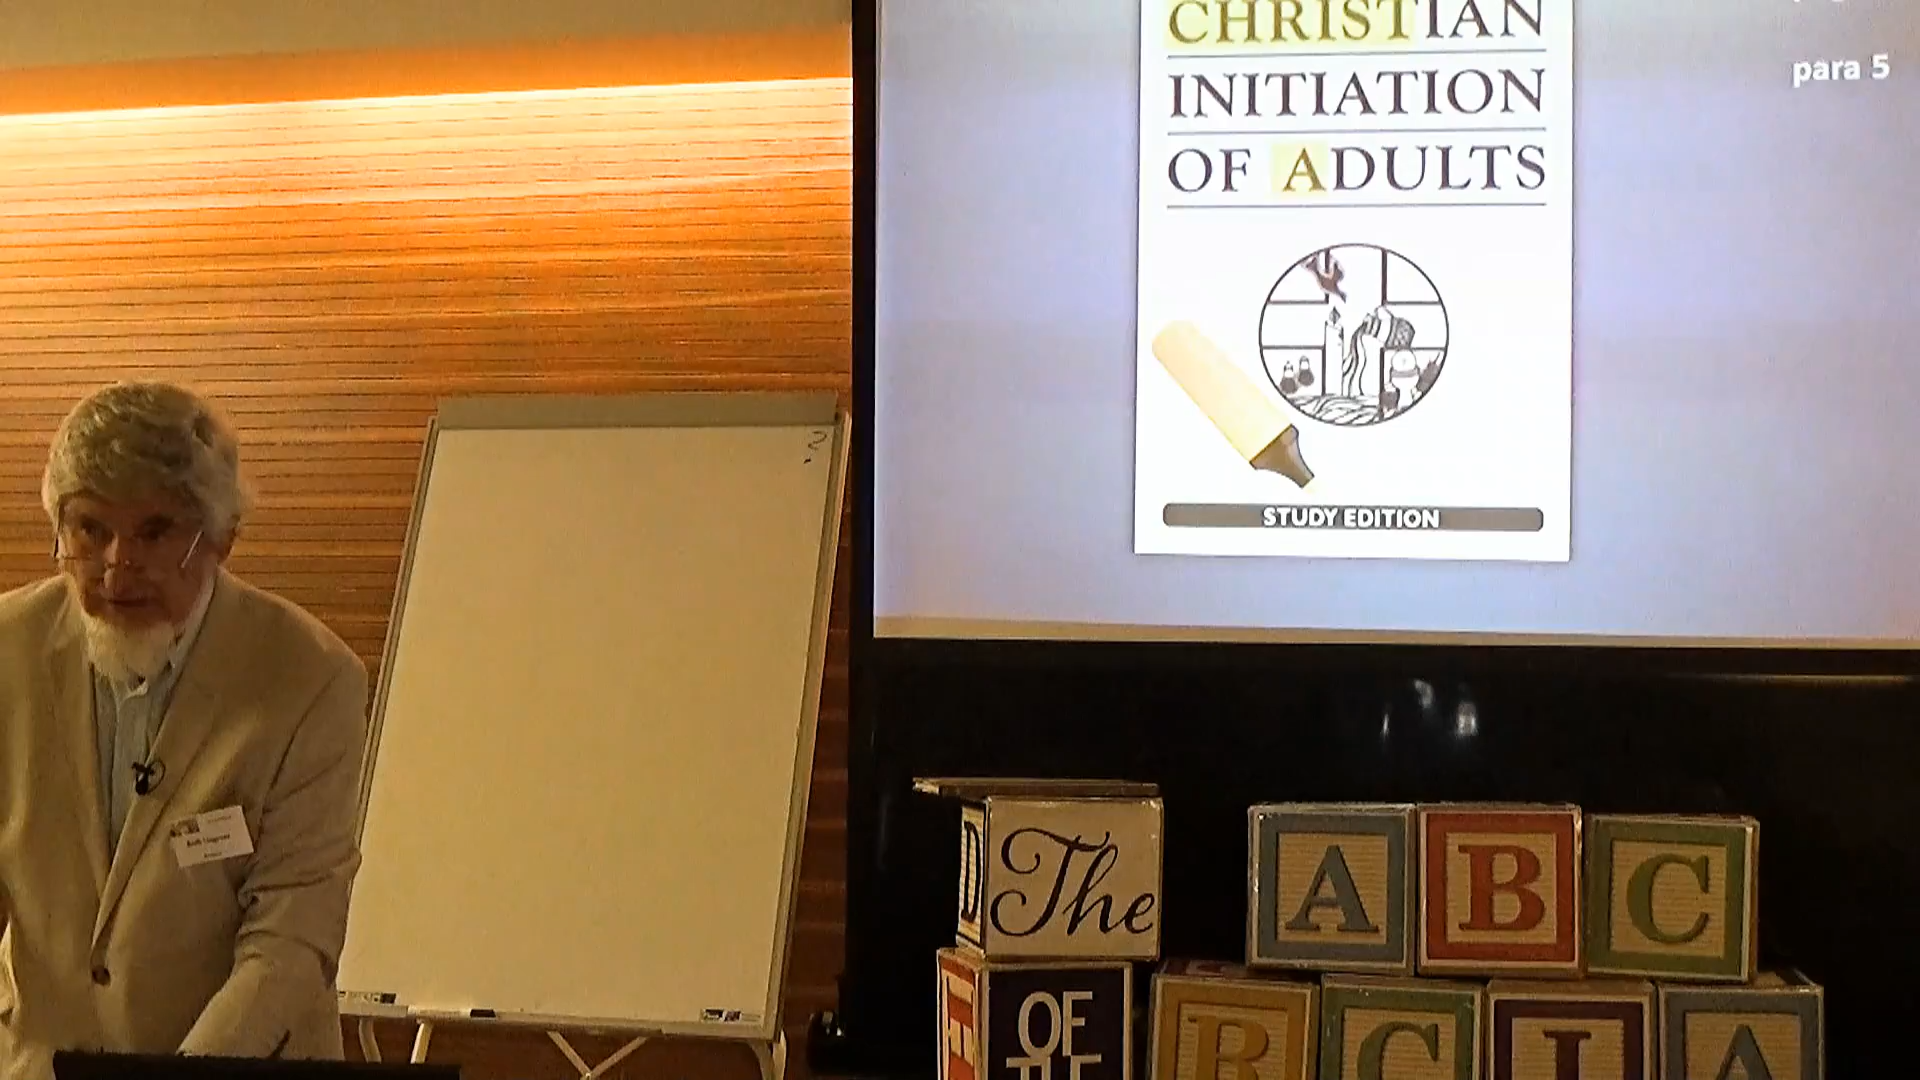 CHRISTIAN
INITIATION
OF ADULTS
STUDY EDITION
para 5
?
D
The
A B C
OF
B C I A